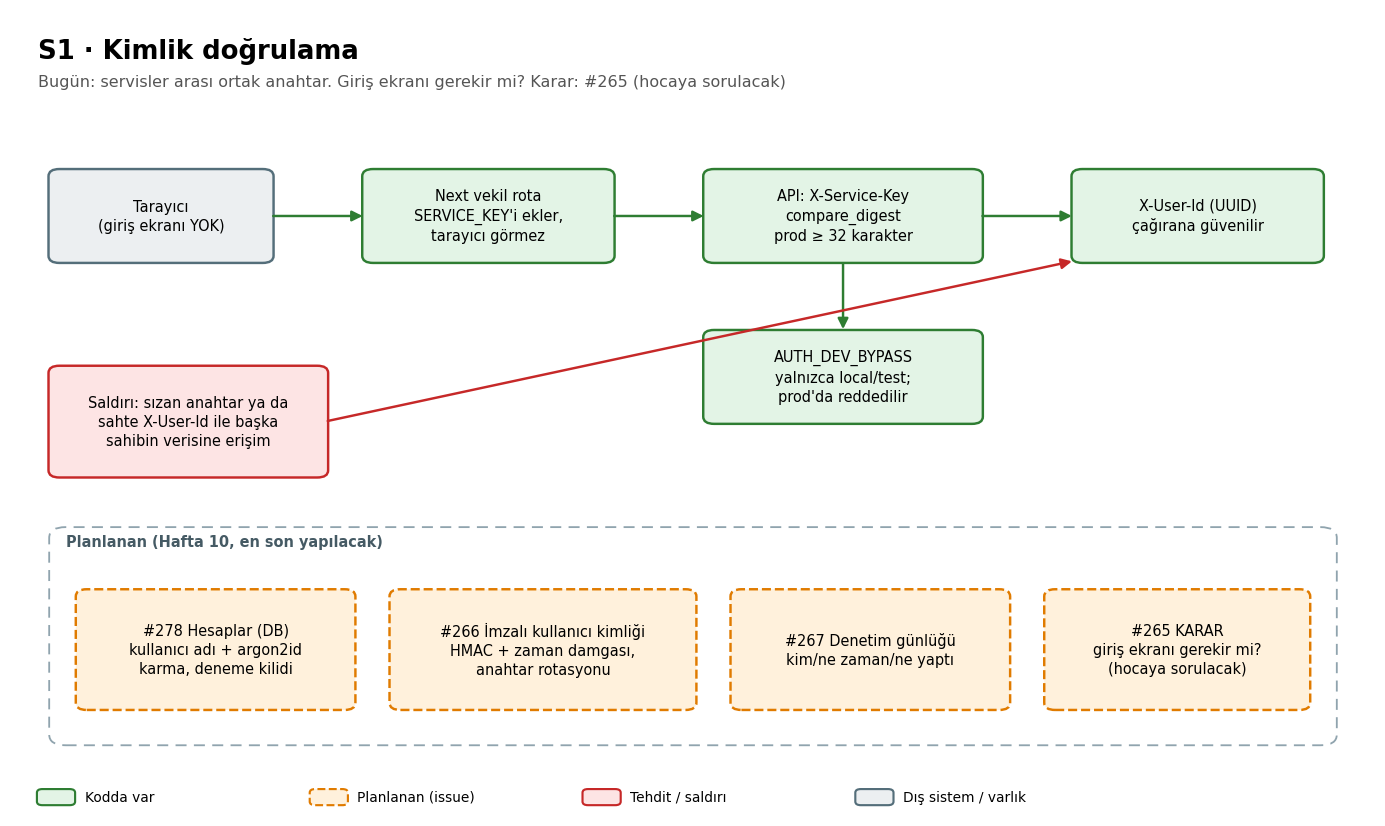 S1 · Kimlik doğrulama
Bugün: servisler arası ortak anahtar. Giriş ekranı gerekir mi? Karar: #265 (hocaya sorulacak)
Tarayıcı
(giriş ekranı YOK)
Next vekil rota
SERVICE_KEY'i ekler,
tarayıcı görmez
API: X-Service-Key
compare_digest
prod ≥ 32 karakter
X-User-Id (UUID)
çağırana güvenilir
AUTH_DEV_BYPASS
yalnızca local/test;
prod'da reddedilir
Saldırı: sızan anahtar ya da
sahte X-User-Id ile başka
sahibin verisine erişim
Planlanan (Hafta 10, en son yapılacak)
#278 Hesaplar (DB)
kullanıcı adı + argon2id
karma, deneme kilidi
#266 İmzalı kullanıcı kimliği
HMAC + zaman damgası,
anahtar rotasyonu
#267 Denetim günlüğü
kim/ne zaman/ne yaptı
#265 KARAR
giriş ekranı gerekir mi?
(hocaya sorulacak)
Kodda var
Planlanan (issue)
Tehdit / saldırı
Dış sistem / varlık